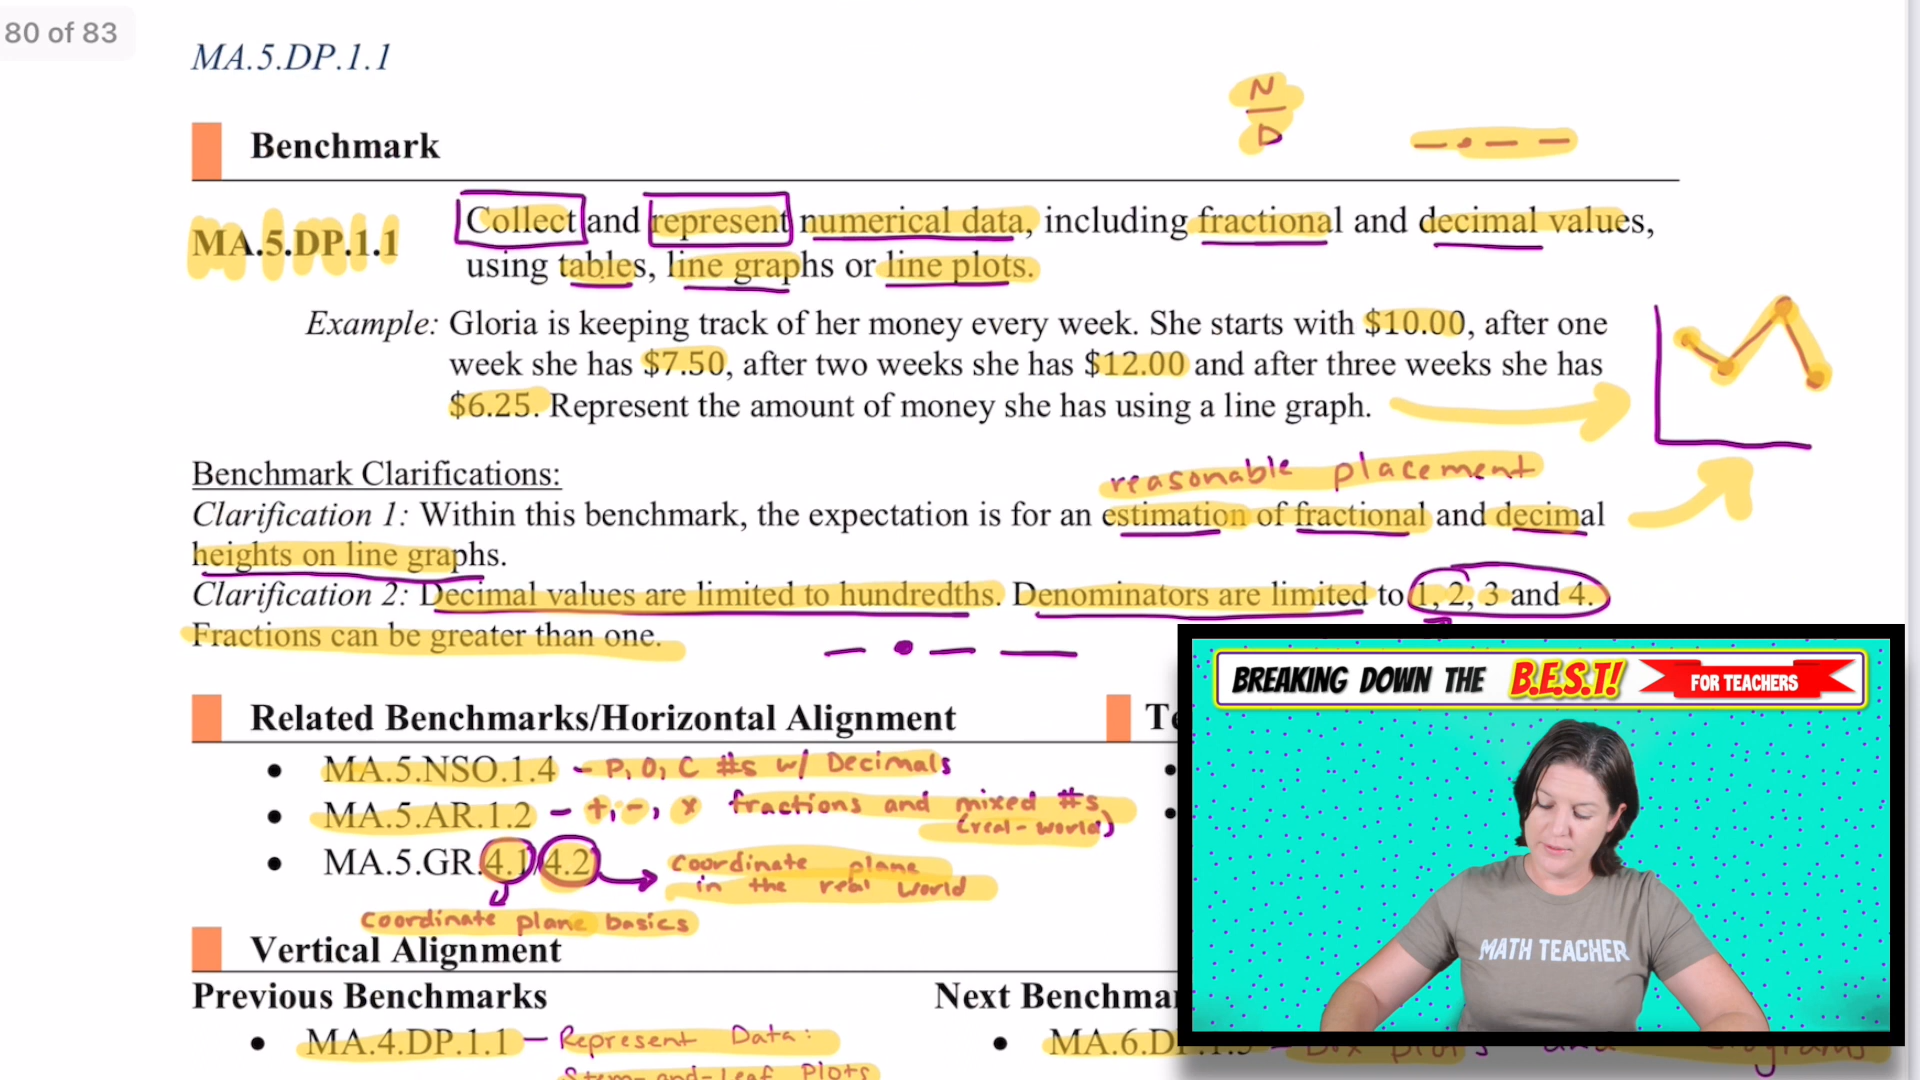 80 of 83
MA.5.DP.1.1
N
D
Benchmark
MA.5.DP.1.1
Collect and represent numerical data, including fractional and decimal values,
using tables, line graphs or line plots.
Example: Gloria is keeping track of her money every week. She starts with $10.00, after one
week she has $7.50, after two weeks she has $12.00 and after three weeks she has
$6.25. Represent the amount of money she has using a line graph.
Benchmark Clarifications:
reasonable placement
Clarification 1: Within this benchmark, the expectation is for an estimation of fractional and decimal
heights on line graphs.
Clarification 2: Decimal values are limited to hundredths. Denominators are limited to 1, 2, 3 and 4.
Fractions can be greater than one.
BREAKING DOWN THE B.E.S.T! FOR TEACHERS
Related Benchmarks/Horizontal Alignment
MA.5.NSO.1.4 - P, O, C #s w/ Decimals
MA.5.AR.1.2 - +, -, x fractions and mixed #s
(real-world)
MA.5.GR.4.1/4.2
coordinate plane
in the real world
coordinate plane basics
MATH TEACHER
Vertical Alignment
Previous Benchmarks
Next
MA.4.DP.1.1 - Represent Data:
Stem-and-Leaf Plots